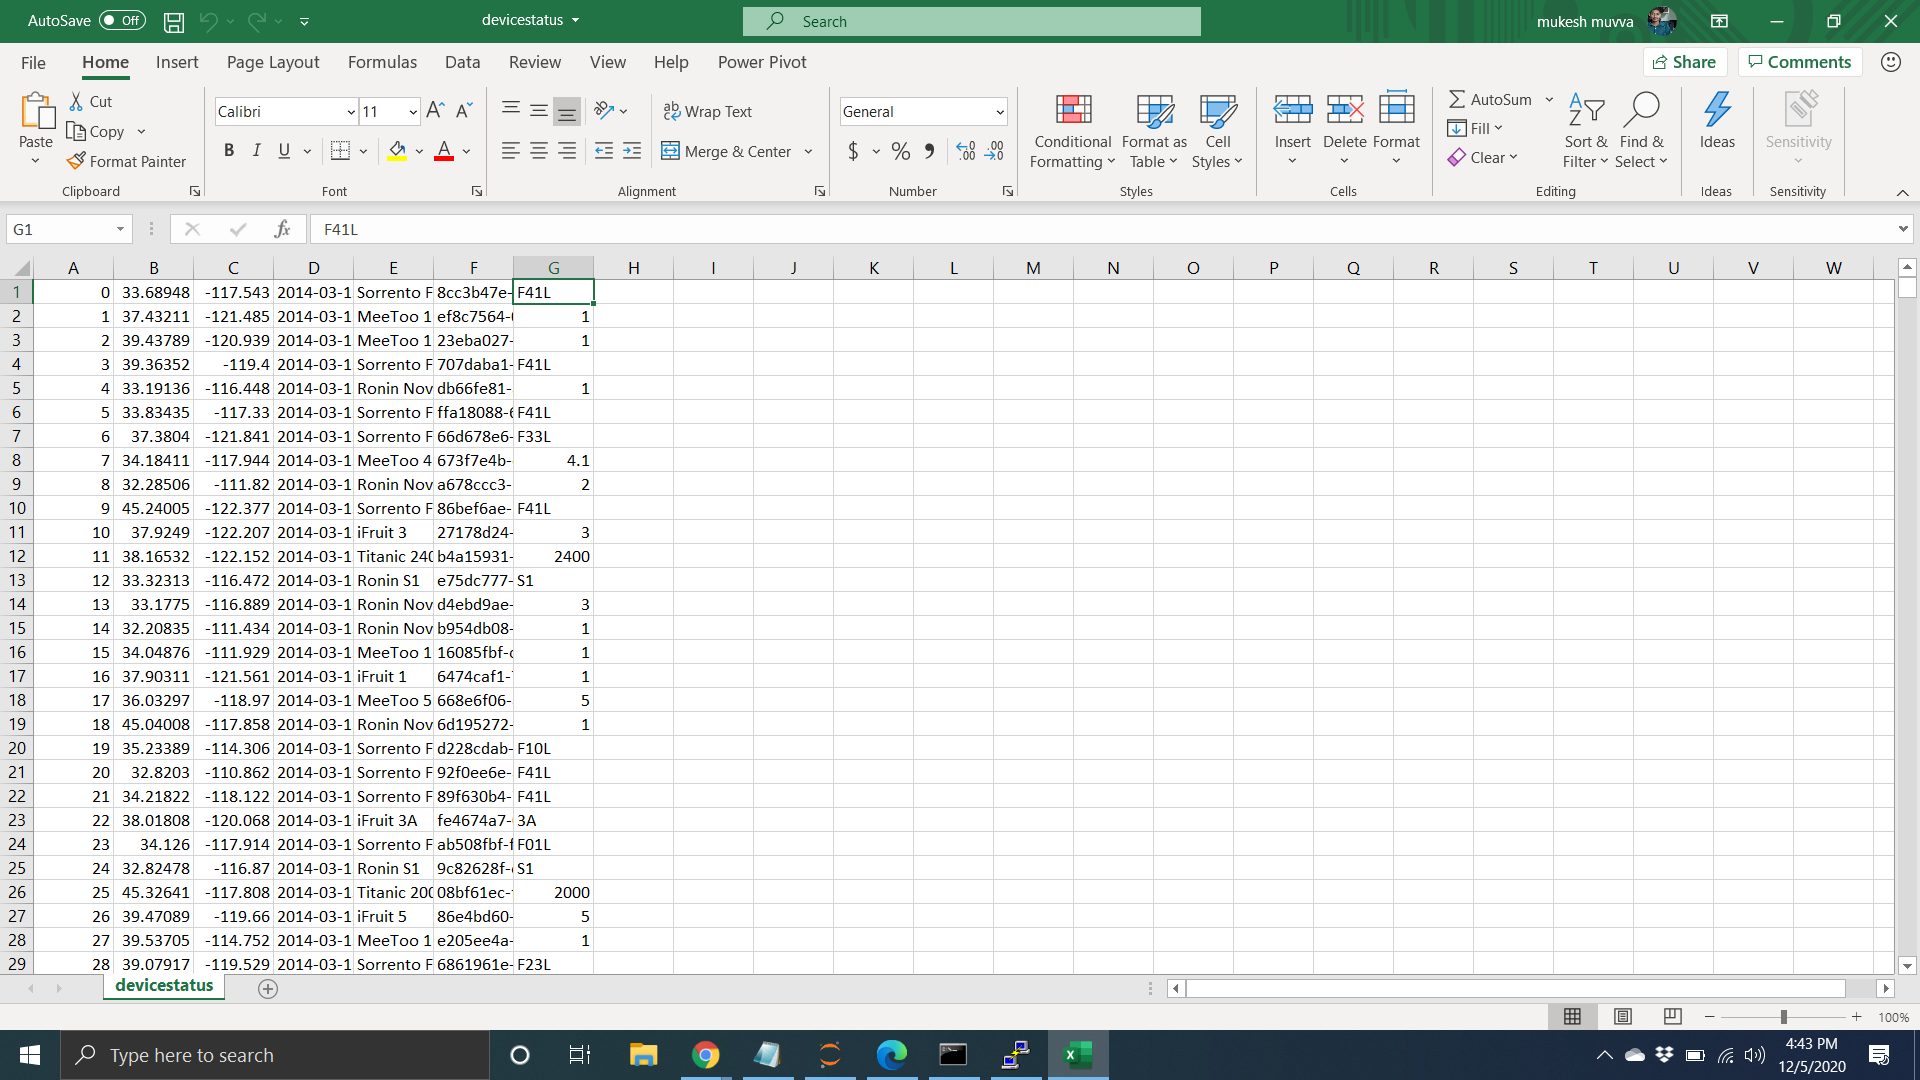 AutoSave Off devicestatus Search mukesh muvva
File Home Insert Page Layout Formulas Data Review View Help Power Pivot Share Comments
Paste Cut Copy Format Painter Clipboard
Calibri 11 B I U A Font
Wrap Text Merge & Center Alignment
General $ % Number
Conditional Formatting Format as Table Cell Styles Styles
Insert Delete Format Cells
AutoSum Fill Clear Sort & Filter Find & Select Editing
Ideas Ideas
Sensitivity Sensitivity
G1 fx F41L
A B C D E F G H I J K L M N O P Q R S T U V W
1 0 33.68948 -117.543 2014-03-1 Sorrento F 8cc3b47e- F41L
2 1 37.43211 -121.485 2014-03-1 MeeToo 1 ef8c7564- 1
3 2 39.43789 -120.939 2014-03-1 MeeToo 1 23eba027- 1
4 3 39.36352 -119.4 2014-03-1 Sorrento F 707daba1- F41L
5 4 33.19136 -116.448 2014-03-1 Ronin Nov db66fe81- 1
6 5 33.83435 -117.33 2014-03-1 Sorrento F ffa18088-6 F41L
7 6 37.3804 -121.841 2014-03-1 Sorrento F 66d678e6- F33L
8 7 34.18411 -117.944 2014-03-1 MeeToo 4 673f7e4b- 4.1
9 8 32.28506 -111.82 2014-03-1 Ronin Nov a678ccc3- 2
10 9 45.24005 -122.377 2014-03-1 Sorrento F 86bef6ae- F41L
11 10 37.9249 -122.207 2014-03-1 iFruit 3 27178d24- 3
12 11 38.16532 -122.152 2014-03-1 Titanic 240 b4a15931- 2400
13 12 33.32313 -116.472 2014-03-1 Ronin S1 e75dc777- S1
14 13 33.1775 -116.889 2014-03-1 Ronin Nov d4ebd9ae- 3
15 14 32.20835 -111.434 2014-03-1 Ronin Nov b954db08- 1
16 15 34.04876 -111.929 2014-03-1 MeeToo 1 16085fbf- 1
17 16 37.90311 -121.561 2014-03-1 iFruit 1 6474caf1- 1
18 17 36.03297 -118.97 2014-03-1 MeeToo 5 668e6f06- 5
19 18 45.04008 -117.858 2014-03-1 Ronin Nov 6d195272- 1
20 19 35.23389 -114.306 2014-03-1 Sorrento F d228cdab- F10L
21 20 32.8203 -110.862 2014-03-1 Sorrento F 92f0ee6e- F41L
22 21 34.21822 -118.122 2014-03-1 Sorrento F 89f630b4- F41L
23 22 38.01808 -120.068 2014-03-1 iFruit 3A fe4674a7- 3A
24 23 34.126 -117.914 2014-03-1 Sorrento F ab508fbf-f F01L
25 24 32.82478 -116.87 2014-03-1 Ronin S1 9c82628f- S1
26 25 45.32641 -117.808 2014-03-1 Titanic 200 08bf61ec- 2000
27 26 39.47089 -119.66 2014-03-1 iFruit 5 86e4bd60- 5
28 27 39.53705 -114.752 2014-03-1 MeeToo 1 e205ee4a- 1
29 28 39.07917 -119.529 2014-03-1 Sorrento F 6861961e- F23L
devicestatus
100%
Type here to search 4:43 PM
12/5/2020